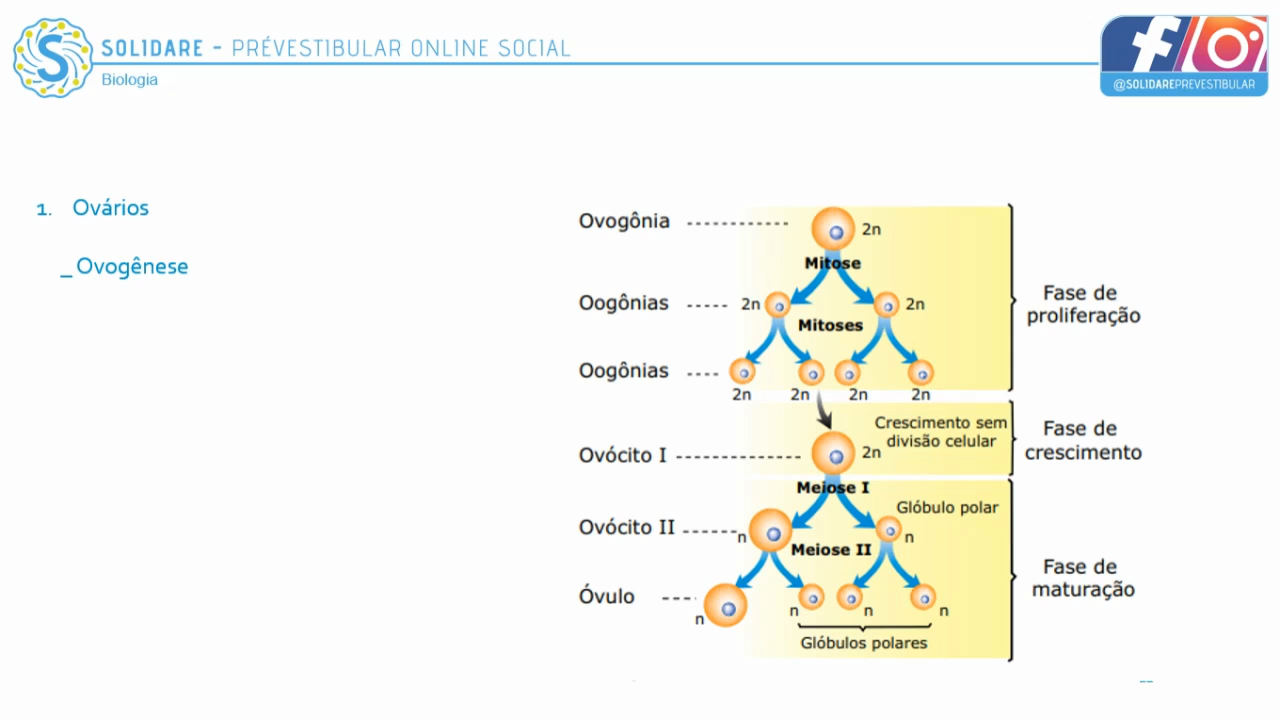 SOLIDARE - PRÉVESTIBULAR ONLINE SOCIAL
Biologia
@SOLIDAREPREVESTIBULAR
1. Ovários
_Ovogênese
Ovogônia
2n
Mitose
Oogônias
2n
2n
Mitoses
Oogônias
2n
2n
2n
2n
Fase de
proliferação
Crescimento sem
divisão celular
Ovócito I
2n
Fase de
crescimento
Meiose I
Glóbulo polar
Ovócito II
n
n
Meiose II
Óvulo
n
n
n
n
Glóbulos polares
Fase de
maturação